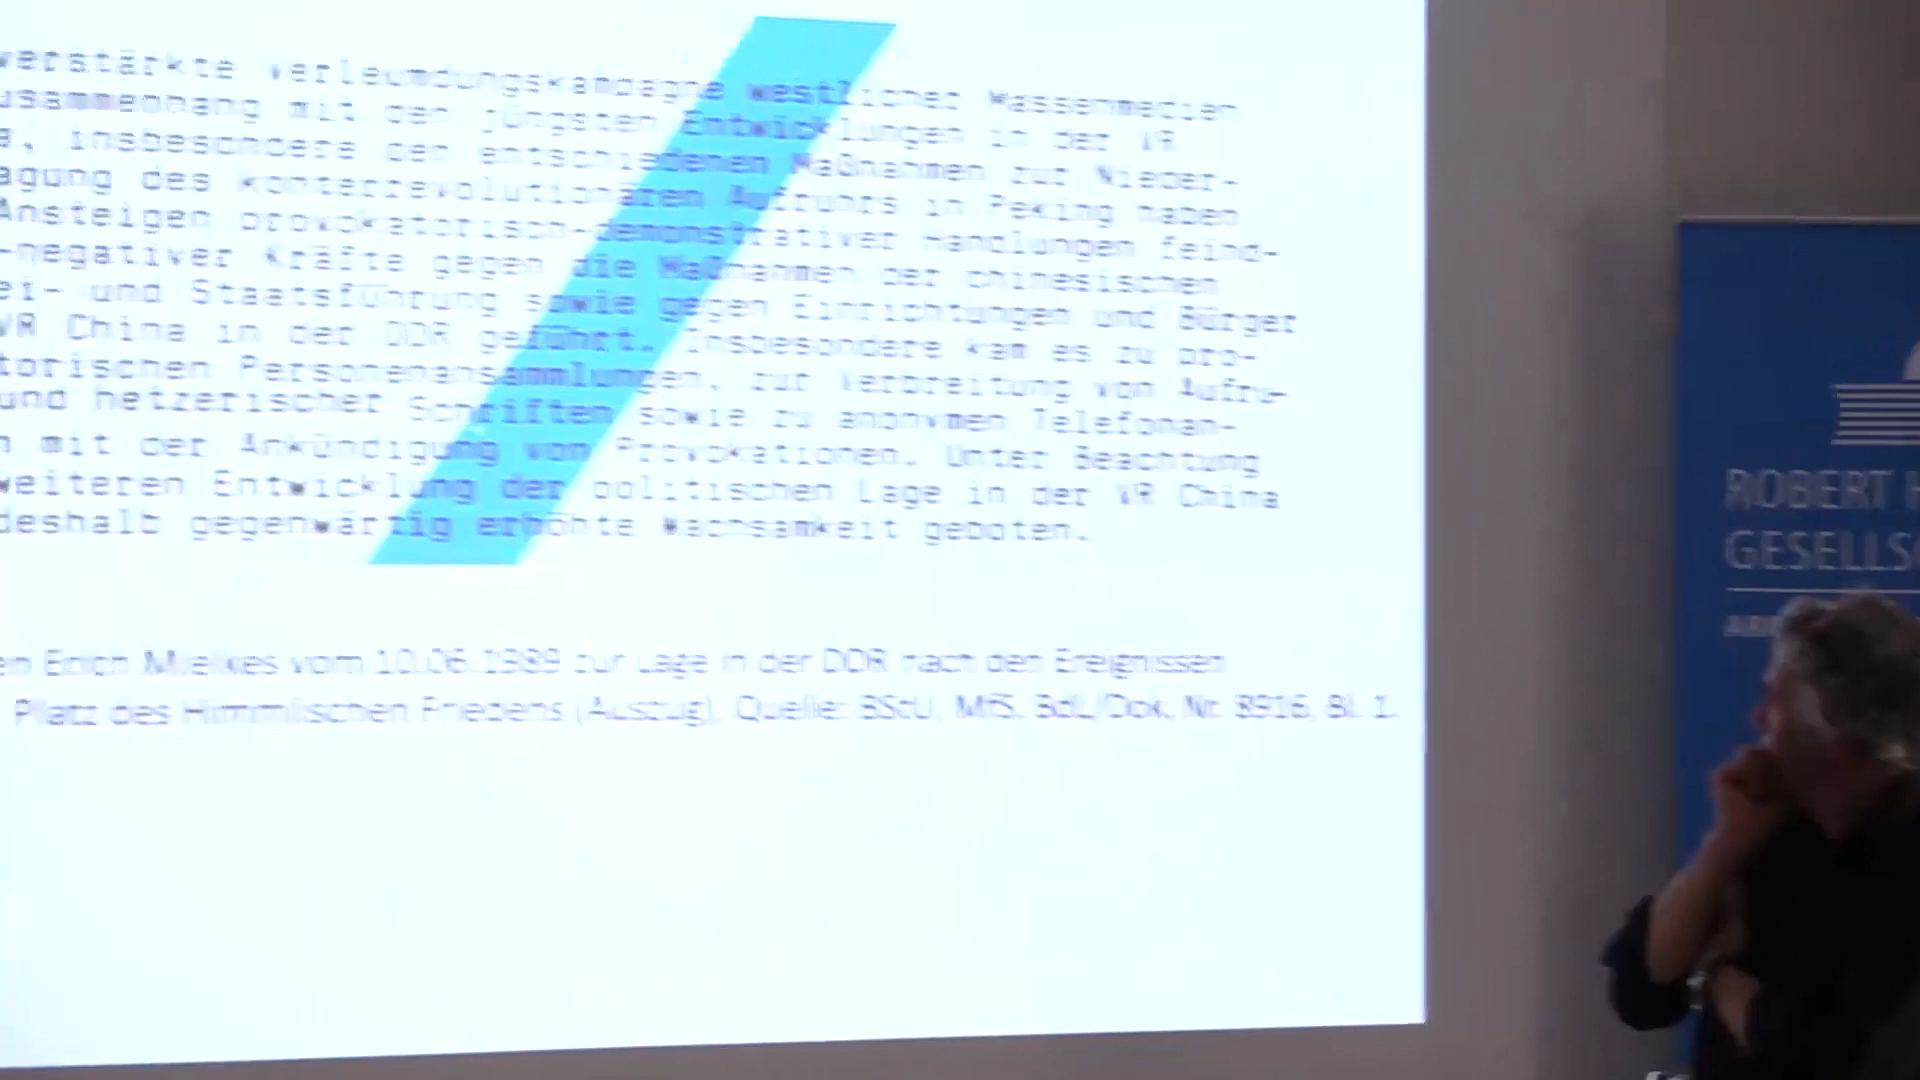 verstärkte Verleumdungskampagne westlicher Massenmedien
usammenhang mit den jüngsten Entwicklungen in der VR
a, insbesondere den entschiedenen Maßnahmen zur Nieder-
agung des konterrevolutionären Aufruhrs in Peking haben
Ansteigen provokatorisch-demonstrativer Handlungen feind-
-negativer Kräfte gegen die Maßnahmen der chinesischen
ei- und Staatsführung sowie gegen Einrichtungen und Bürger
VR China in der DDR geführt. Insbesondere kam es zu pro-
torischen Personenansammlungen, zur Verbreitung von Aufru-
und hetzerischer Schriften sowie zu anonymen Telefonan-
n mit der Ankündigung von Provokationen. Unter Beachtung
weiteren Entwicklung der politischen Lage in der VR China
deshalb gegenwärtig erhöhte Wachsamkeit geboten.
en Erich Mielkes vom 10.06.1989 zur Lage in der DDR nach den Ereignissen
Platz des Himmlischen Friedens (Auszug), Quelle: BStU, MfS, BdL/Dok, Nr. 8916, Bl. 1.
ROBERT H
GESELLSC